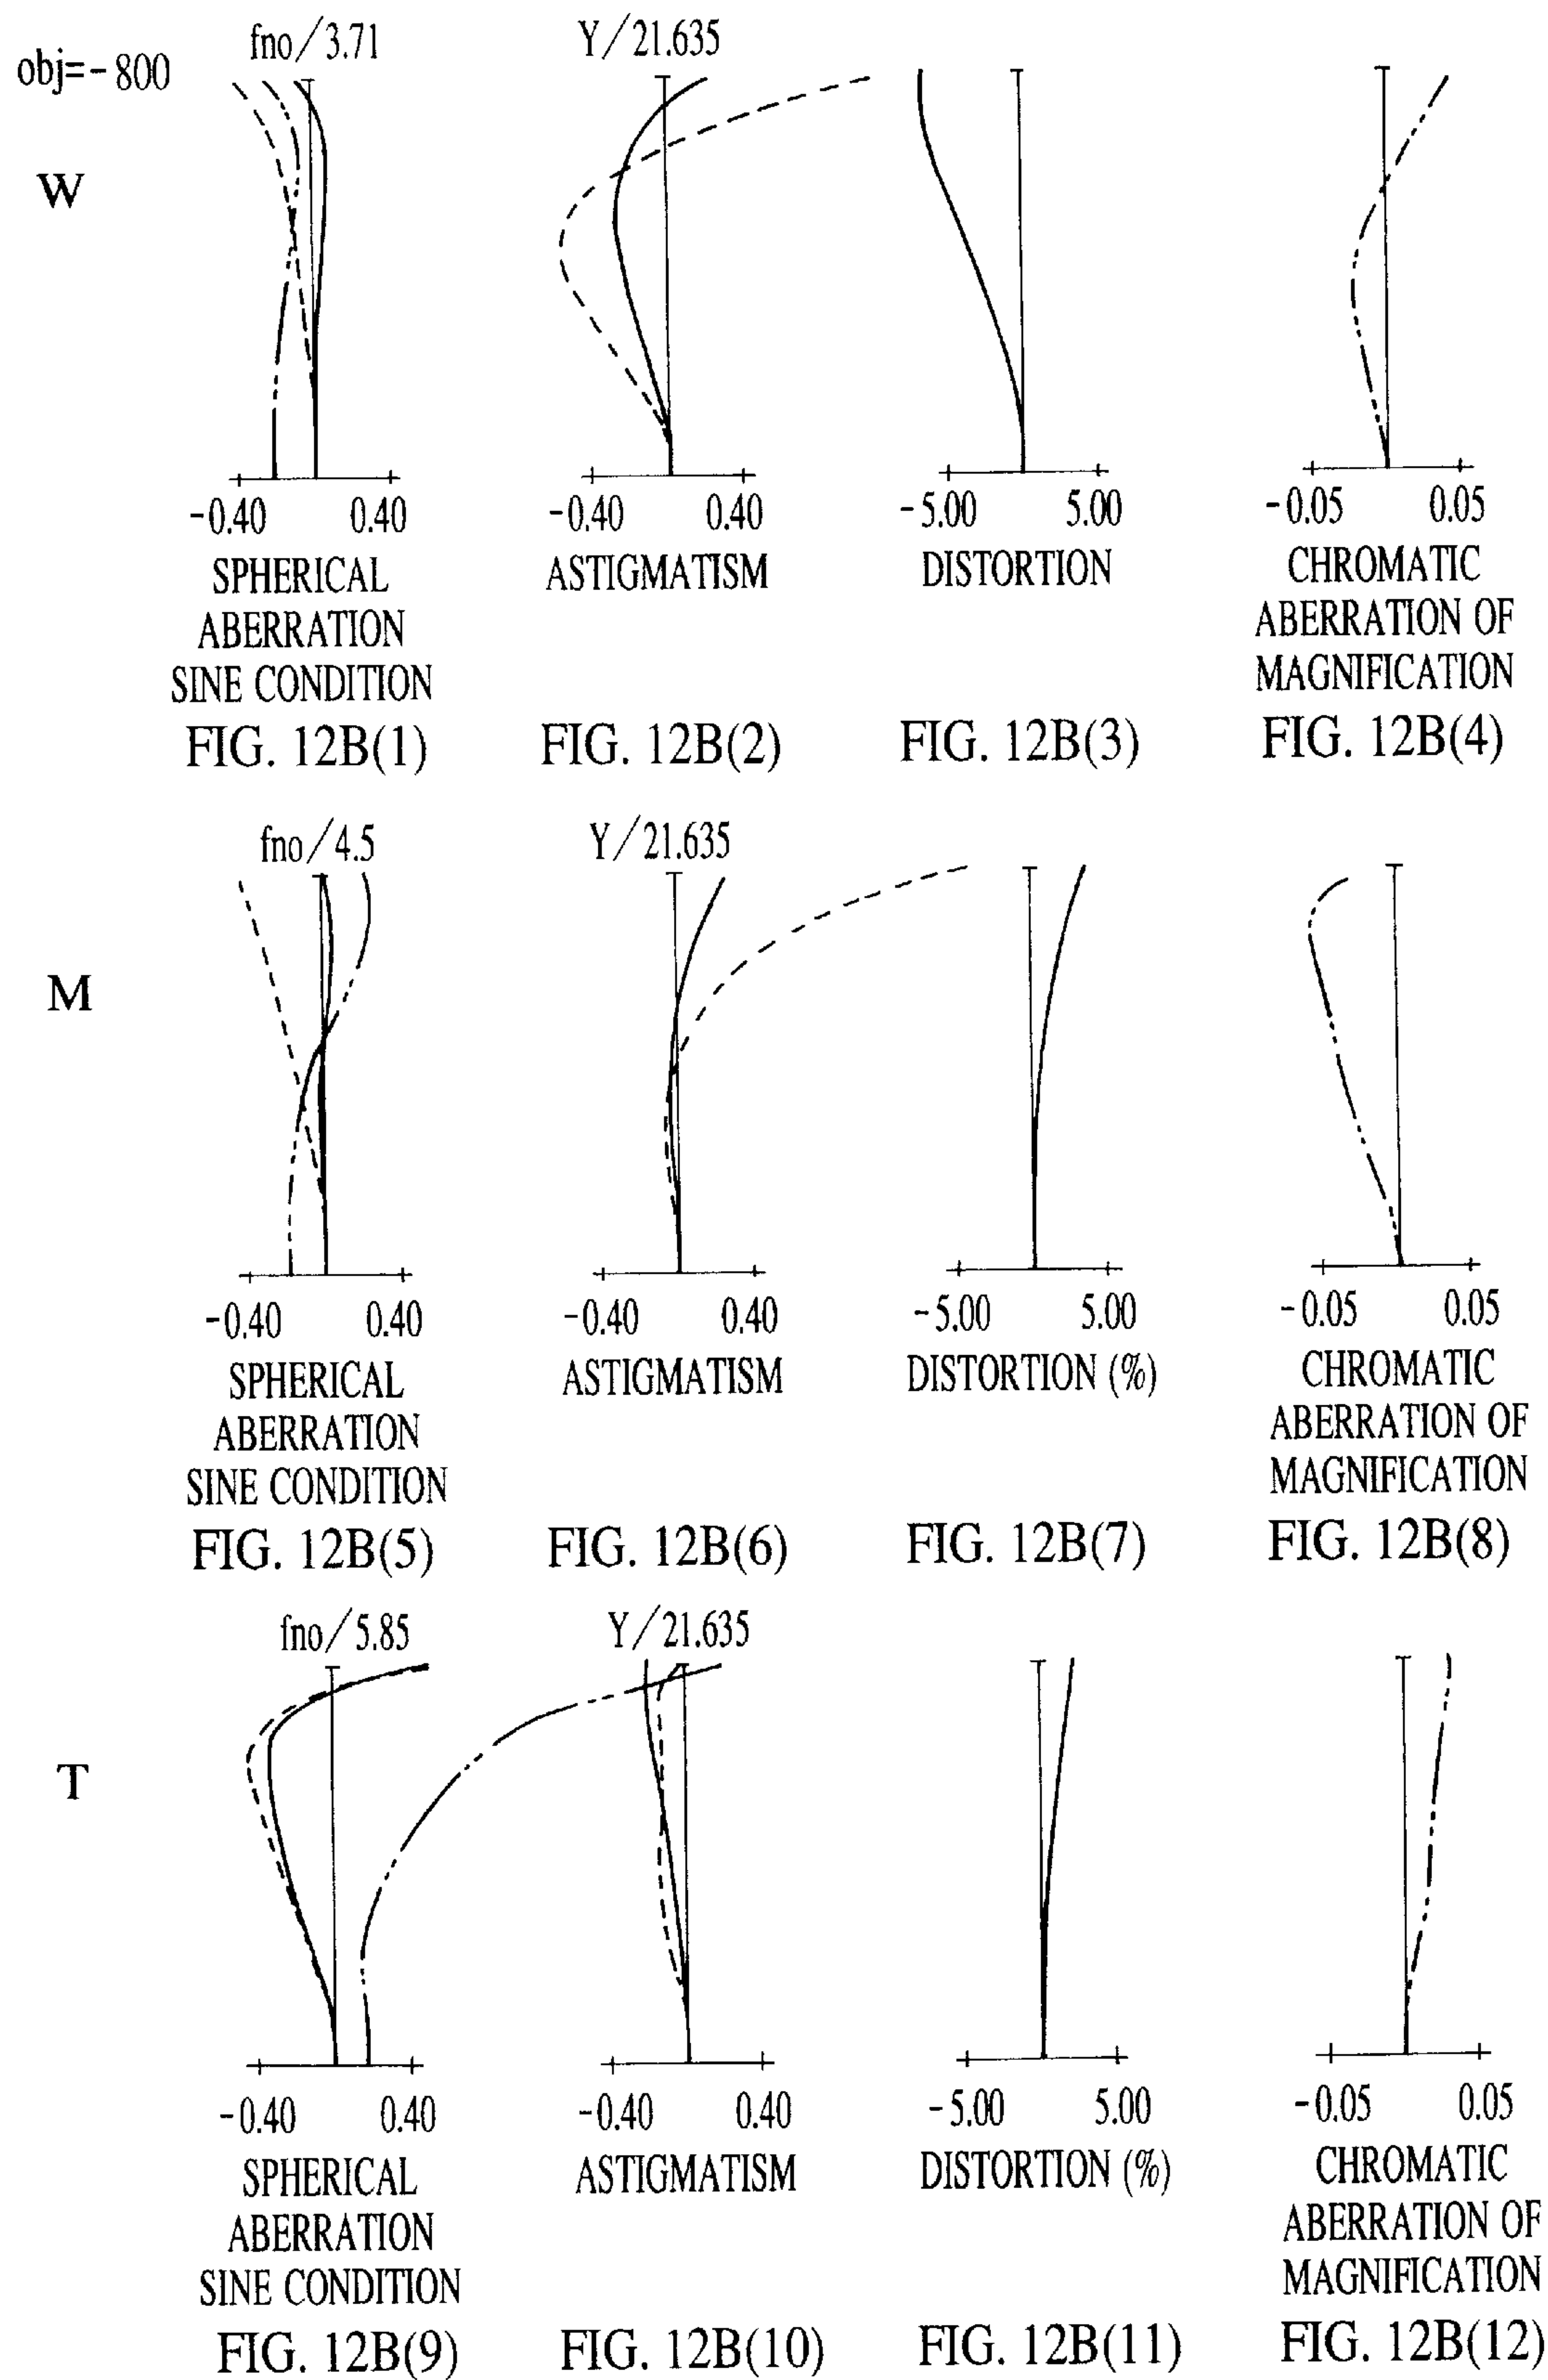 obj=-800
fno/3.71
Y/21.635
W
-0.40 0.40
-0.40 0.40
-5.00 5.00
-0.05 0.05
SPHERICAL
ABERRATION
SINE CONDITION
ASTIGMATISM
DISTORTION
CHROMATIC
ABERRATION OF
MAGNIFICATION
FIG. 12B(1)
FIG. 12B(2)
FIG. 12B(3)
FIG. 12B(4)
fno/4.5
Y/21.635
M
-0.40 0.40
-0.40 0.40
-5.00 5.00
-0.05 0.05
SPHERICAL
ABERRATION
SINE CONDITION
ASTIGMATISM
DISTORTION (%)
CHROMATIC
ABERRATION OF
MAGNIFICATION
FIG. 12B(5)
FIG. 12B(6)
FIG. 12B(7)
FIG. 12B(8)
fno/5.85
Y/21.635
T
-0.40 0.40
-0.40 0.40
-5.00 5.00
-0.05 0.05
SPHERICAL
ABERRATION
SINE CONDITION
ASTIGMATISM
DISTORTION (%)
CHROMATIC
ABERRATION OF
MAGNIFICATION
FIG. 12B(9)
FIG. 12B(10)
FIG. 12B(11)
FIG. 12B(12)